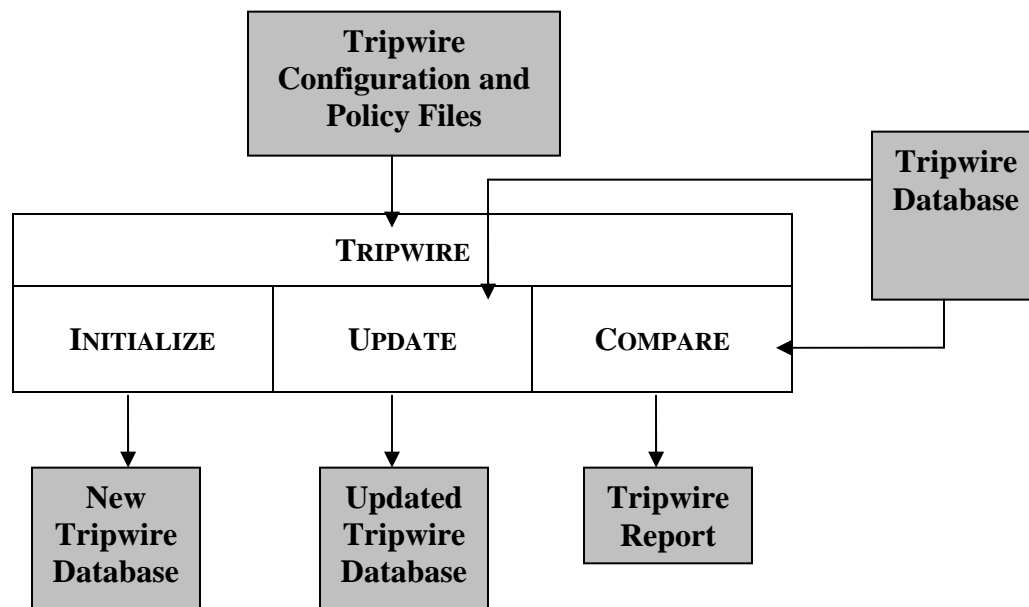 Tripwire
Configuration and
Policy Files
Tripwire
Database
TRIPWIRE
INITIALIZE
UPDATE
COMPARE
New
Tripwire
Database
Updated
Tripwire
Database
Tripwire
Report